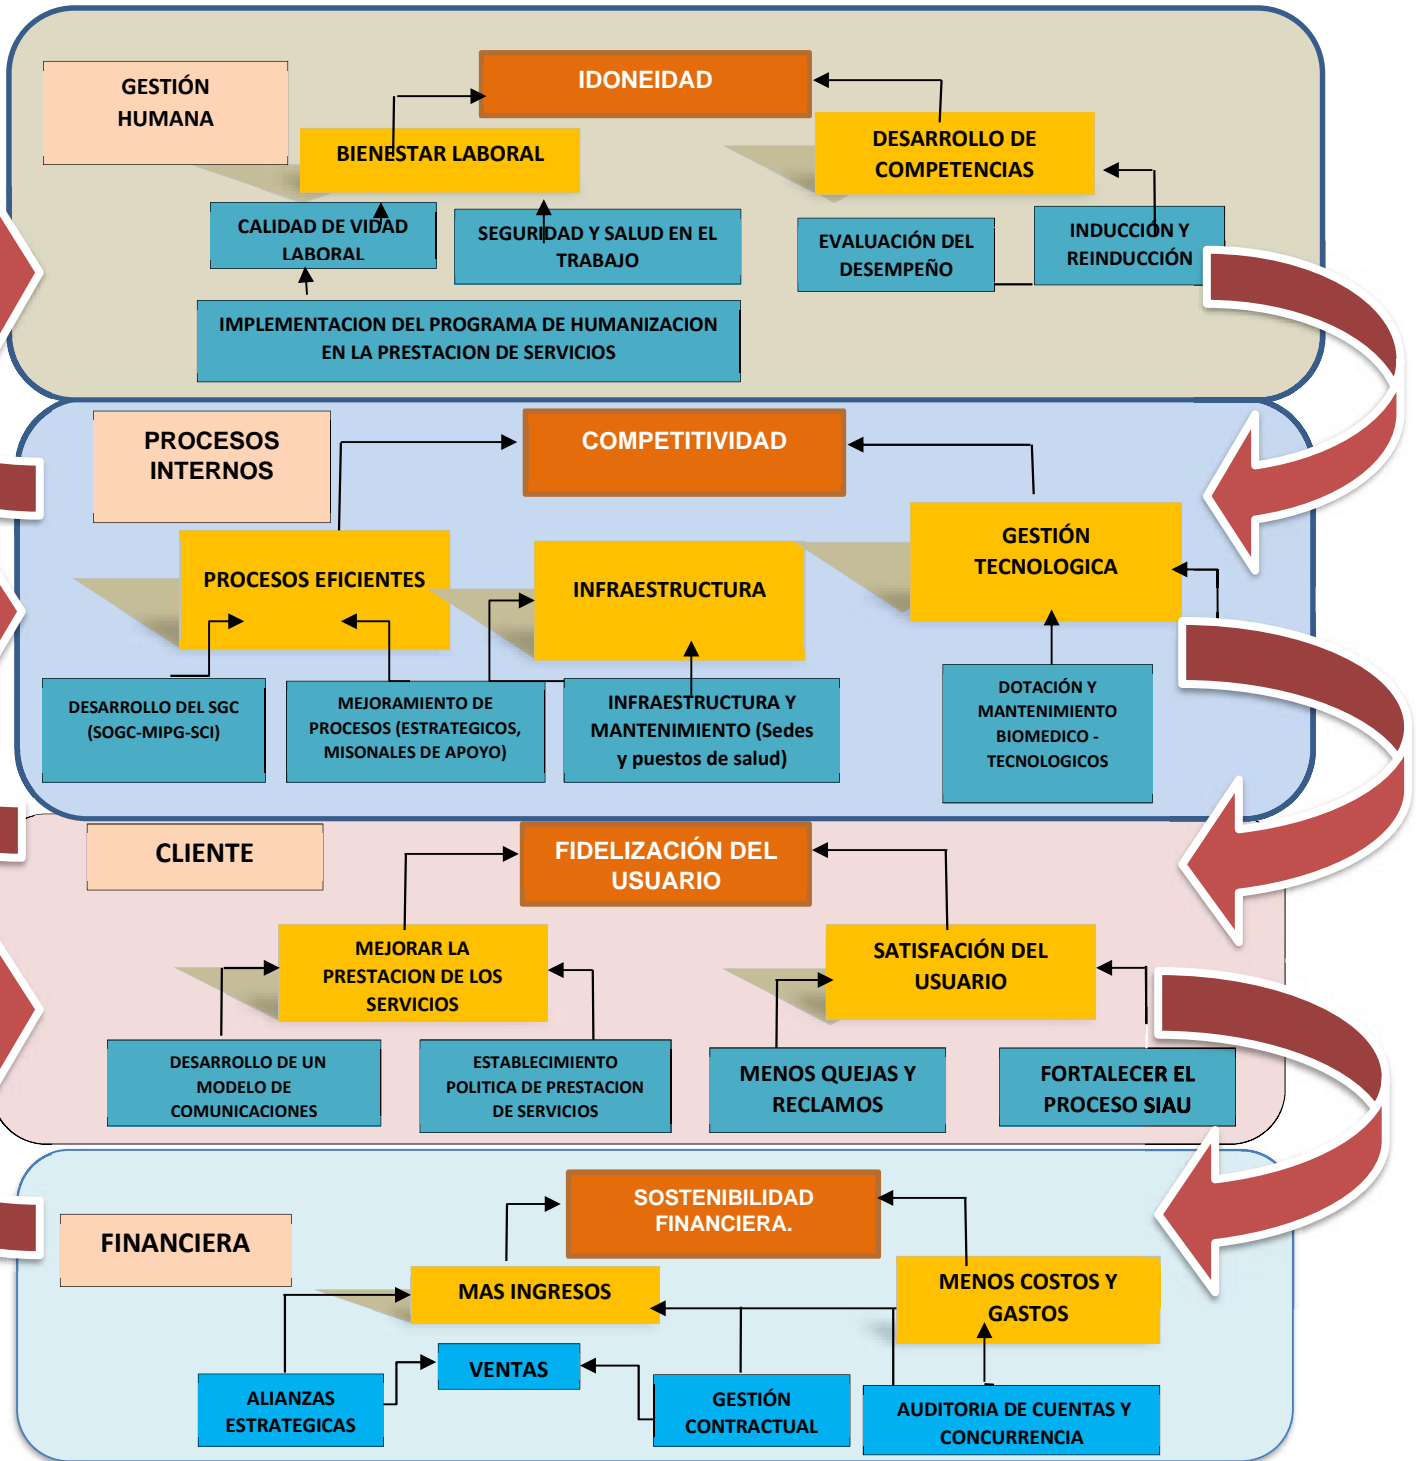 GESTIÓN
HUMANA
IDONEIDAD
BIENESTAR LABORAL
DESARROLLO DE
COMPETENCIAS
CALIDAD DE VIDAD
LABORAL
SEGURIDAD Y SALUD EN EL
TRABAJO
EVALUACIÓN DEL
DESEMPEÑO
INDUCCIÓN Y
REINDUCCIÓN
IMPLEMENTACION DEL PROGRAMA DE HUMANIZACION
EN LA PRESTACION DE SERVICIOS
PROCESOS
INTERNOS
COMPETITIVIDAD
PROCESOS EFICIENTES
INFRAESTRUCTURA
GESTIÓN
TECNOLOGICA
DESARROLLO DEL SGC
(SOGC-MIPG-SCI)
MEJORAMIENTO DE
PROCESOS (ESTRATEGICOS,
MISONALES DE APOYO)
INFRAESTRUCTURA Y
MANTENIMIENTO (Sedes
y puestos de salud)
DOTACIÓN Y
MANTENIMIENTO
BIOMEDICO -
TECNOLOGICOS
CLIENTE
FIDELIZACIÓN DEL
USUARIO
MEJORAR LA
PRESTACION DE LOS
SERVICIOS
SATISFACIÓN DEL
USUARIO
DESARROLLO DE UN
MODELO DE
COMUNICACIONES
ESTABLECIMIENTO
POLITICA DE PRESTACION
DE SERVICIOS
MENOS QUEJAS Y
RECLAMOS
FORTALECER EL
PROCESO SIAU
FINANCIERA
SOSTENIBILIDAD
FINANCIERA.
MAS INGRESOS
MENOS COSTOS Y
GASTOS
VENTAS
ALIANZAS
ESTRATEGICAS
GESTIÓN
CONTRACTUAL
AUDITORIA DE CUENTAS Y
CONCURRENCIA